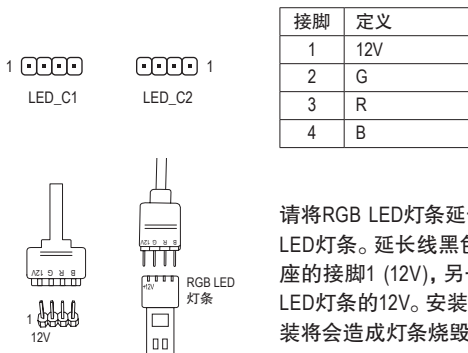 1
LED_C1
1
LED_C2
接脚 定义
1 12V
2 G
3 R
4 B
12V G R B
1
12V
12V G R B
+12V
RGB LED
灯条
请将RGB LED灯条延
LED灯条。延长线黑色
座的接脚1 (12V), 另
LED灯条的12V。安装
装将会造成灯条烧毁